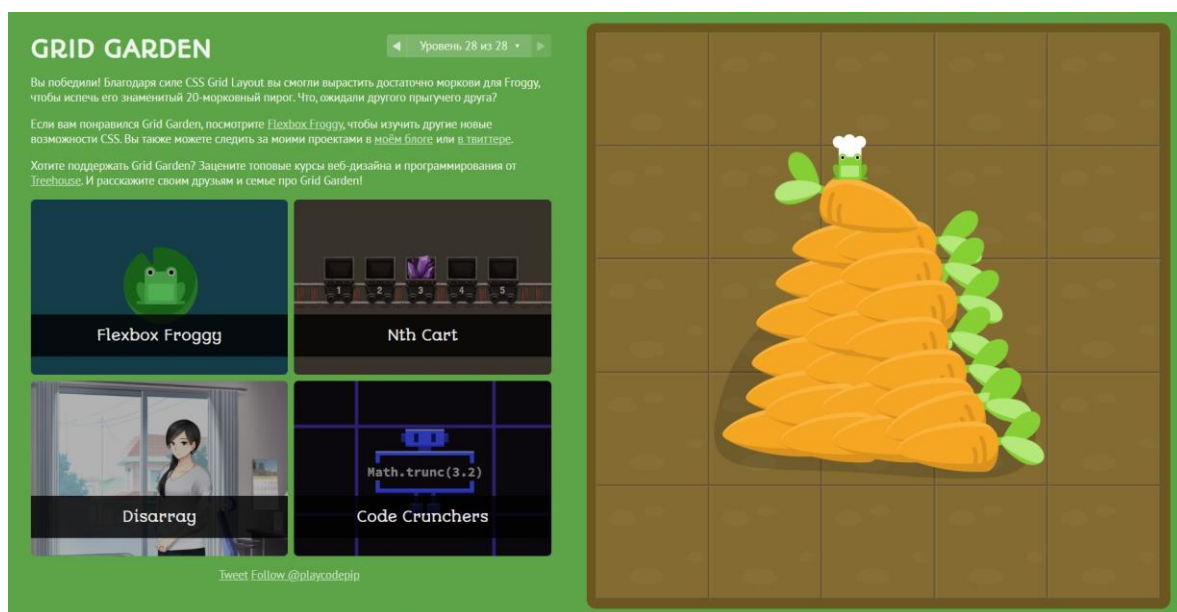 GRID GARDEN
◀ Уровень 28 из 28 ▾ ▶
Вы победили! Благодаря силе CSS Grid Layout вы смогли вырастить достаточно моркови для Froggy,
чтобы испечь его знаменитый 20-морковный пирог. Что, ожидали другого прыгучего друга?
Если вам понравился Grid Garden, посмотрите Flexbox Froggy, чтобы изучить другие новые
возможности CSS. Вы также можете следить за моими проектами в моём блоге или в твиттере.
Хотите поддержать Grid Garden? Зацените топовые курсы веб-дизайна и программирования от
Treehouse. И расскажите своим друзьям и семье про Grid Garden!
Flexbox Froggy
1 2 3 4 5
Nth Cart
Disarray
Math.trunc(3.2)
Code Crunchers
Tweet Follow @playcodepip